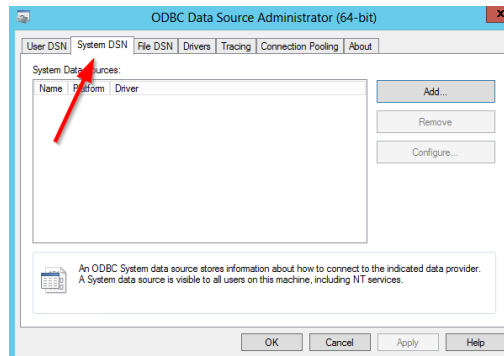 ODBC Data Source Administrator (64-bit)
x
User DSN System DSN File DSN Drivers Tracing Connection Pooling About
System Data Sources:
Name Platform Driver
Add...
Remove
Configure...
An ODBC System data source stores information about how to connect to the indicated data provider.
A System data source is visible to all users on this machine, including NT services.
OK Cancel Apply Help